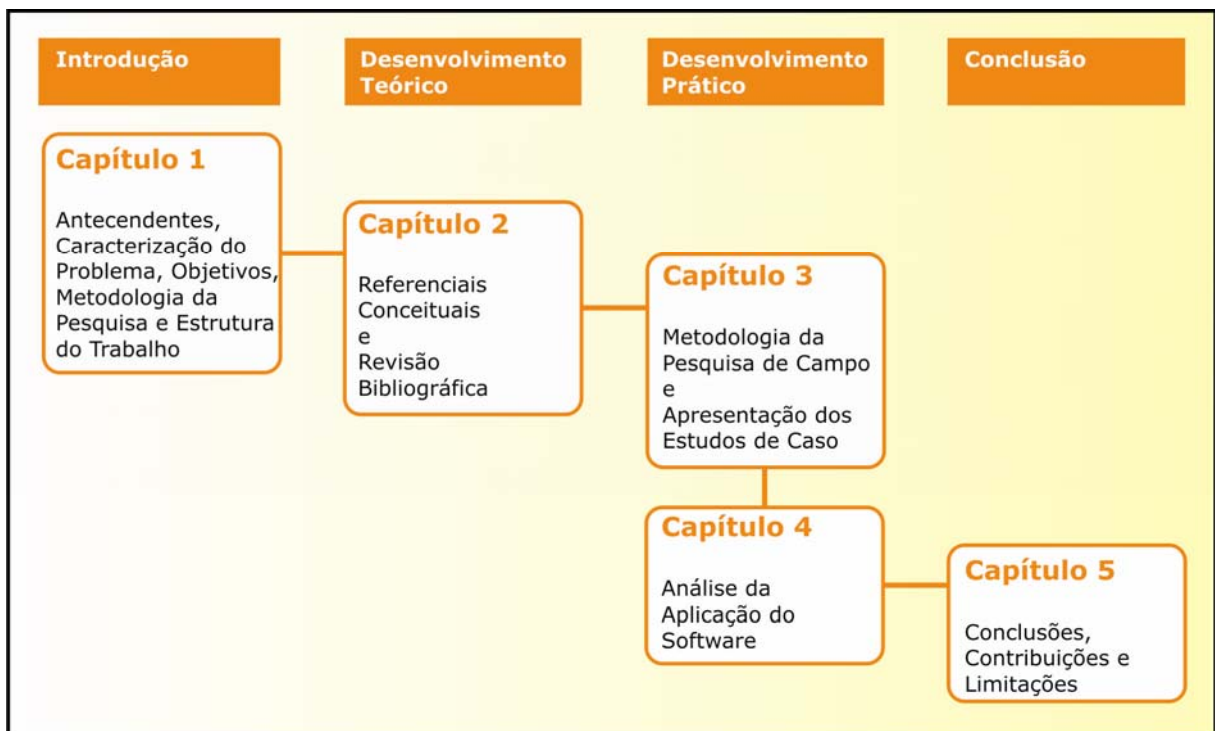 Introdução
Desenvolvimento
Teórico
Desenvolvimento
Prático
Conclusão
Capítulo 1
Antecendentes,
Caracterização do
Problema, Objetivos,
Metodologia da
Pesquisa e Estrutura
do Trabalho
Capítulo 2
Referenciais
Conceituais
e
Revisão
Bibliográfica
Capítulo 3
Metodologia da
Pesquisa de Campo
e
Apresentação dos
Estudos de Caso
Capítulo 4
Análise da
Aplicação do
Software
Capítulo 5
Conclusões,
Contribuições e
Limitações